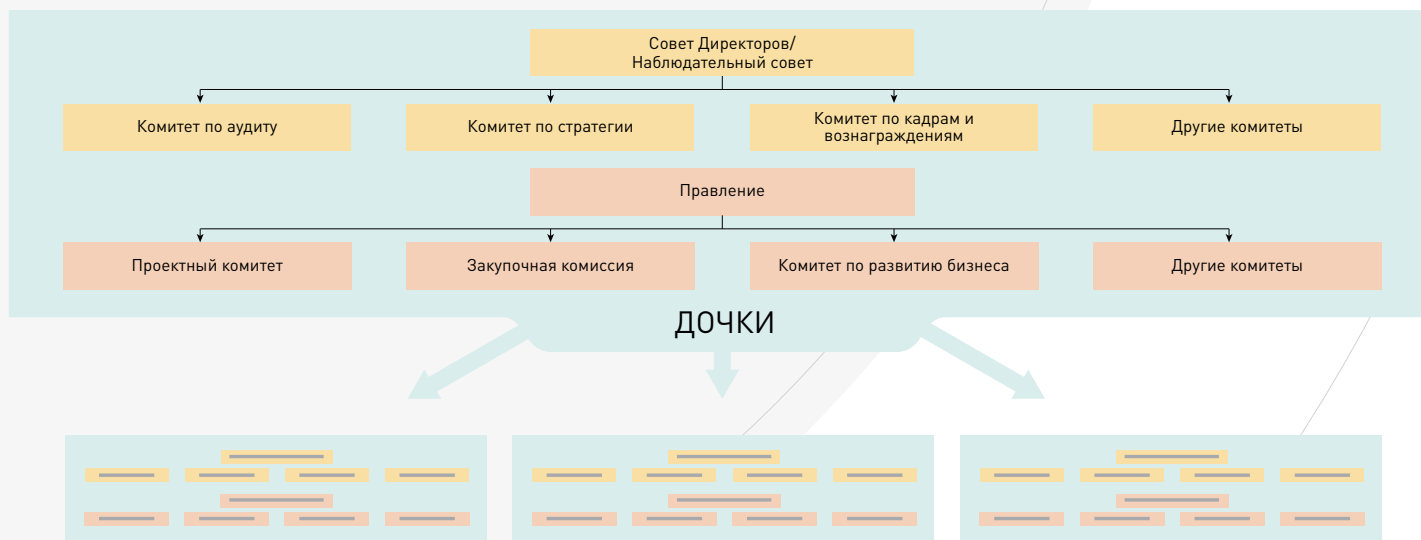 Совет Директоров/
Наблюдательный совет
Комитет по аудиту
Комитет по стратегии
Комитет по кадрам и
вознаграждениям
Другие комитеты
Правление
Проектный комитет
Закупочная комиссия
Комитет по развитию бизнеса
Другие комитеты
ДОЧКИ